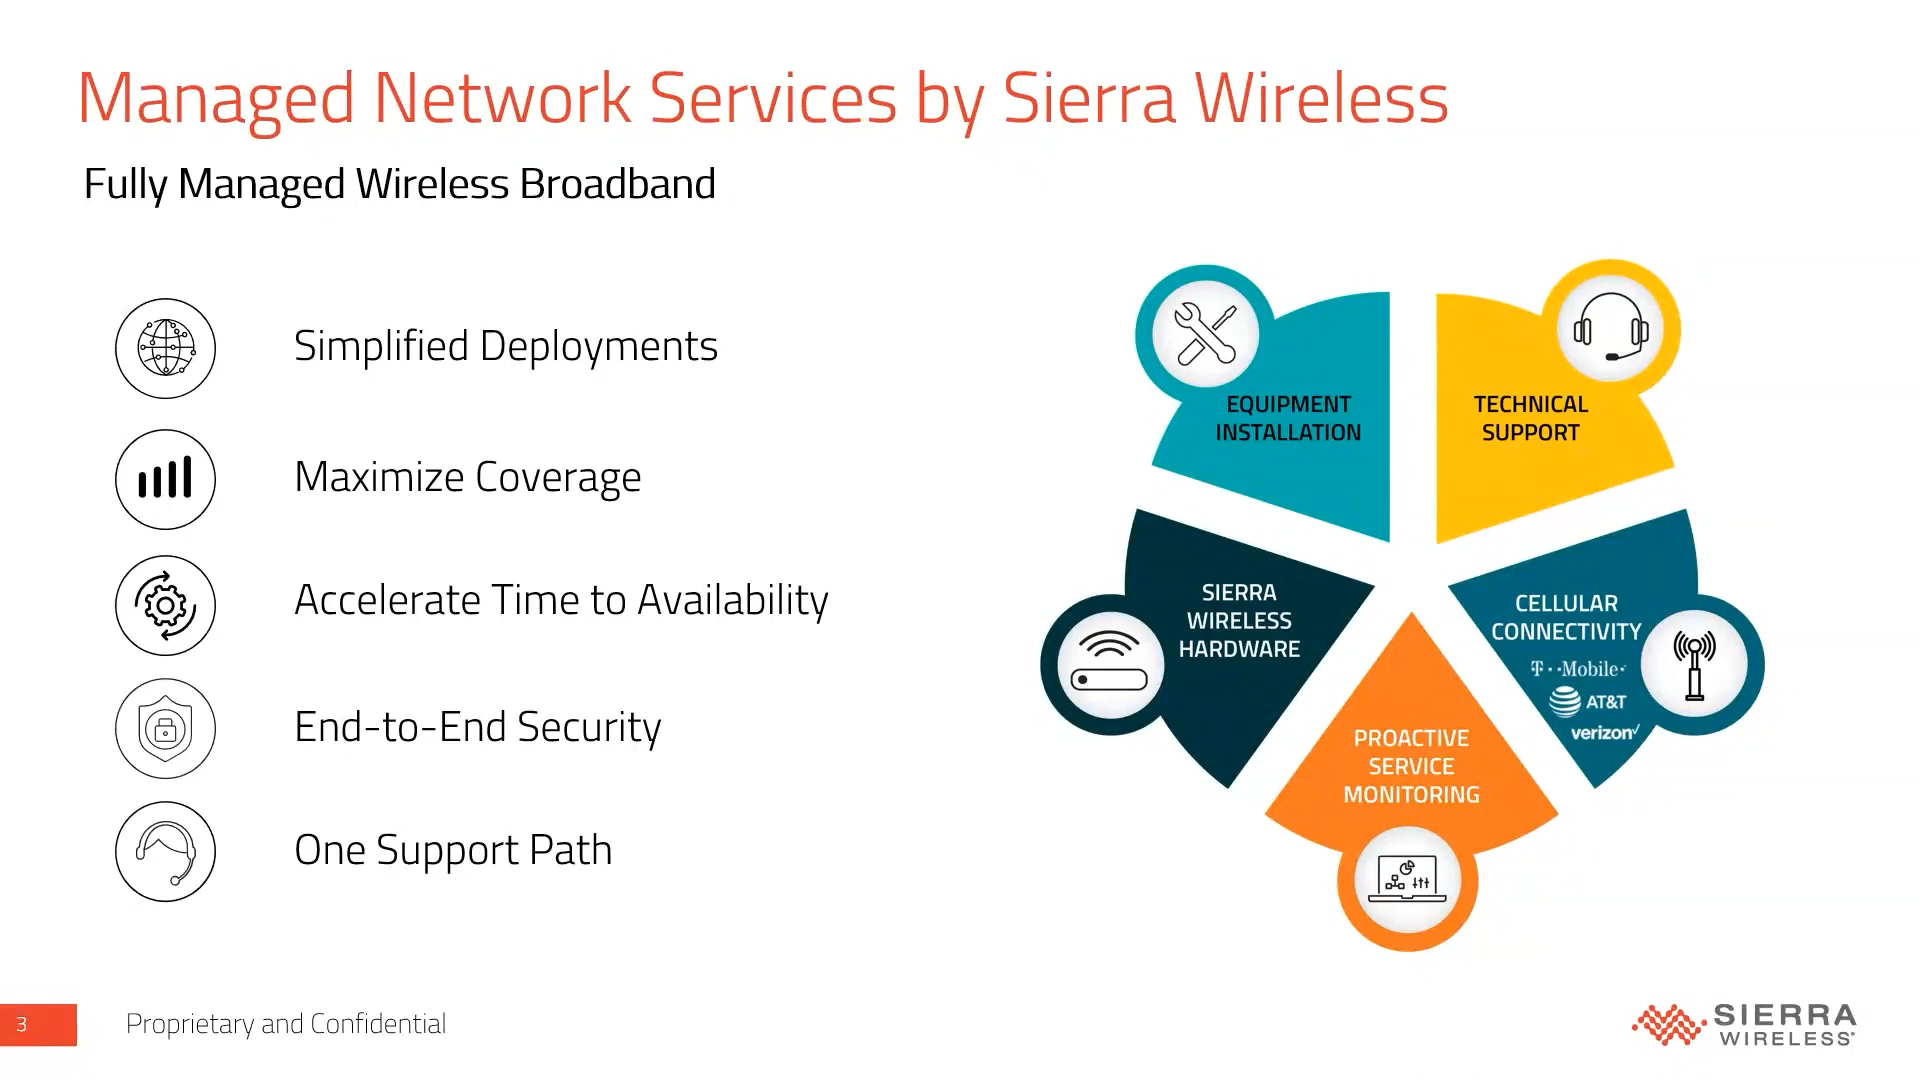 Managed Network Services by Sierra Wireless
Fully Managed Wireless Broadband
Simplified Deployments
Maximize Coverage
Accelerate Time to Availability
End-to-End Security
One Support Path
EQUIPMENT
INSTALLATION
TECHNICAL
SUPPORT
SIERRA
WIRELESS
HARDWARE
CELLULAR
CONNECTIVITY
T··Mobile·
AT&T
verizon✓
PROACTIVE
SERVICE
MONITORING
3
Proprietary and Confidential
SIERRA
WIRELESS®